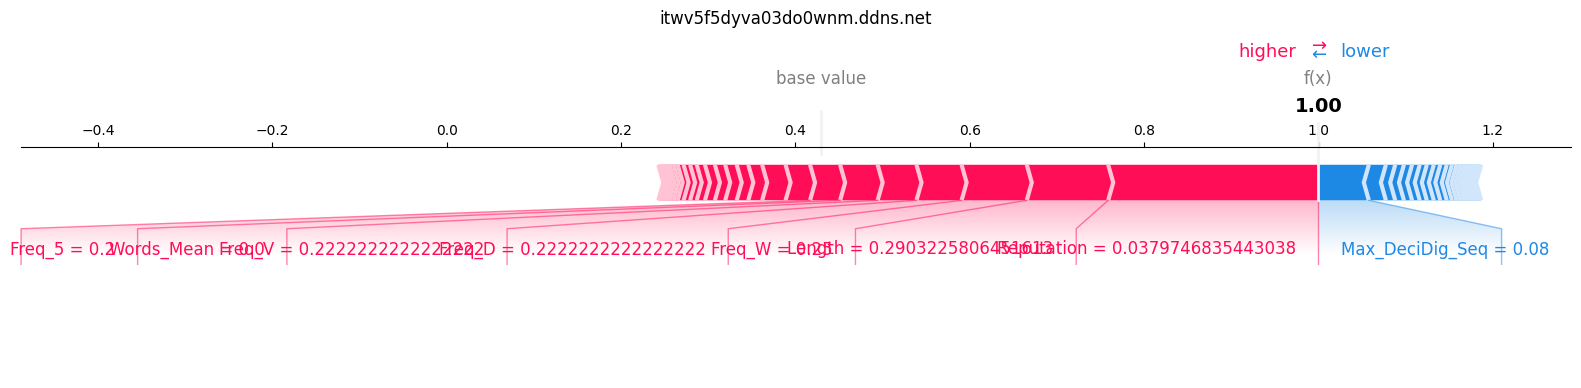 itwv5f5dyva03do0wnm.ddns.net
higher ⇄ lower
base value f(x)
1.00
−0.4 −0.2 0.0 0.2 0.4 0.6 0.8 1.0 1.2
Freq_5 = 0.2 Words_Mean = 0.0 Freq_V = 0.2222222222222222 Freq_D = 0.2222222222222222 Freq_W = 0.25 Length = 0.2903225806451613 Reputation = 0.0379746835443038 Max_DeciDig_Seq = 0.08